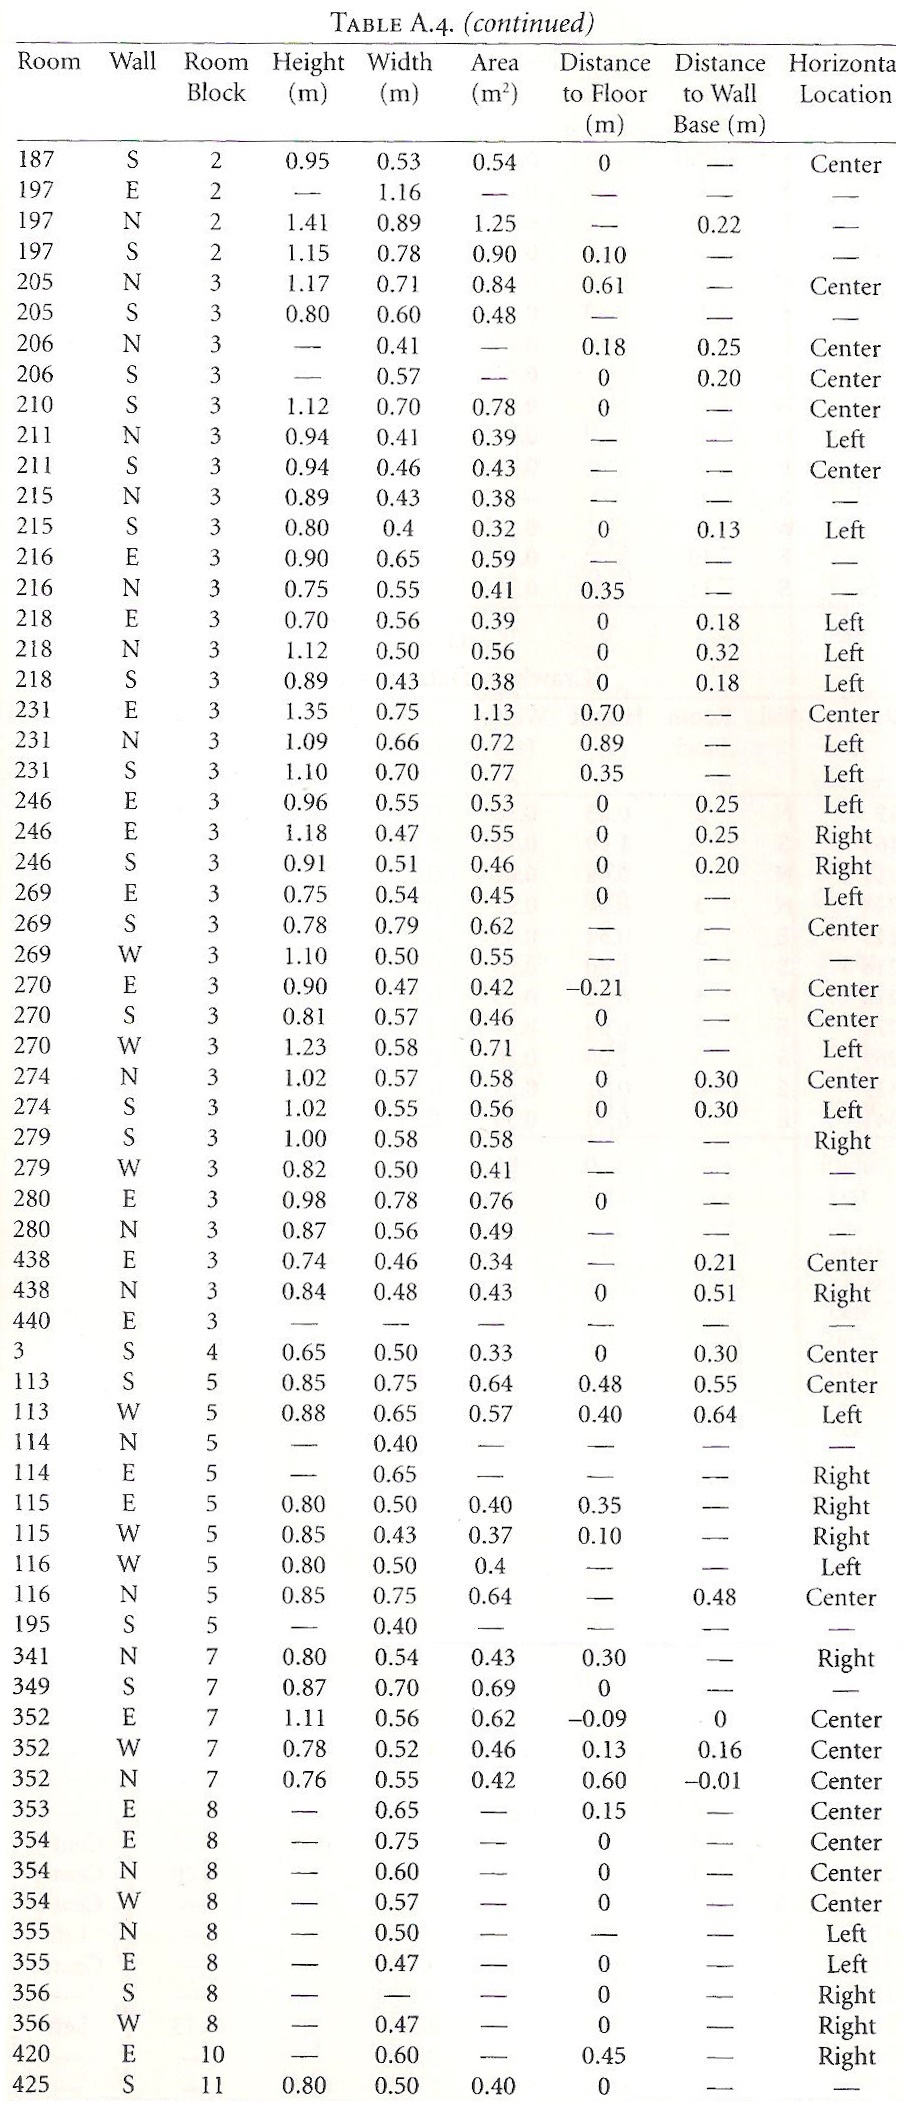 TABLE A.4. (continued)
Room Wall Room Height Width Area Distance Distance Horizonta
Block (m) (m) (m²) to Floor to Wall Location
(m) Base (m)
187 S 2 0.95 0.53 0.54 0 — Center
197 E 2 — 1.16 — — — —
197 N 2 1.41 0.89 1.25 — 0.22 —
197 S 2 1.15 0.78 0.90 0.10 — —
205 N 3 1.17 0.71 0.84 0.61 — Center
205 S 3 0.80 0.60 0.48 — — —
206 N 3 — 0.41 — 0.18 0.25 Center
206 S 3 — 0.57 — 0 0.20 Center
210 S 3 1.12 0.70 0.78 0 — Center
211 N 3 0.94 0.41 0.39 — — Left
211 S 3 0.94 0.46 0.43 — — Center
215 N 3 0.89 0.43 0.38 — — —
215 S 3 0.80 0.4 0.32 0 0.13 Left
216 E 3 0.90 0.65 0.59 — — —
216 N 3 0.75 0.55 0.41 0.35 — —
218 E 3 0.70 0.56 0.39 0 0.18 Left
218 N 3 1.12 0.50 0.56 0 0.32 Left
218 S 3 0.89 0.43 0.38 0 0.18 Left
231 E 3 1.35 0.75 1.13 0.70 — Center
231 N 3 1.09 0.66 0.72 0.89 — Left
231 S 3 1.10 0.70 0.77 0.35 — Left
246 E 3 0.96 0.55 0.53 0 0.25 Left
246 E 3 1.18 0.47 0.55 0 0.25 Right
246 S 3 0.91 0.51 0.46 0 0.20 Right
269 E 3 0.75 0.54 0.45 0 — Left
269 S 3 0.78 0.79 0.62 — — Center
269 W 3 1.10 0.50 0.55 — — —
270 E 3 0.90 0.47 0.42 –0.21 — Center
270 S 3 0.81 0.57 0.46 0 — Center
270 W 3 1.23 0.58 0.71 — — Left
274 N 3 1.02 0.57 0.58 0 0.30 Center
274 S 3 1.02 0.55 0.56 0 0.30 Left
279 S 3 1.00 0.58 0.58 — — Right
279 W 3 0.82 0.50 0.41 — — —
280 E 3 0.98 0.78 0.76 0 — —
280 N 3 0.87 0.56 0.49 — — —
438 E 3 0.74 0.46 0.34 — 0.21 Center
438 N 3 0.84 0.48 0.43 0 0.51 Right
440 E 3 — — — — — —
3 S 4 0.65 0.50 0.33 0 0.30 Center
113 S 5 0.85 0.75 0.64 0.48 0.55 Center
113 W 5 0.88 0.65 0.57 0.40 0.64 Left
114 N 5 — 0.40 — — — —
114 E 5 — 0.65 — — — Right
115 E 5 0.80 0.50 0.40 0.35 — Right
115 W 5 0.85 0.43 0.37 0.10 — Right
116 W 5 0.80 0.50 0.4 — — Left
116 N 5 0.85 0.75 0.64 — 0.48 Center
195 S 5 — 0.40 — — — —
341 N 7 0.80 0.54 0.43 0.30 — Right
349 S 7 0.87 0.70 0.69 0 — —
352 E 7 1.11 0.56 0.62 –0.09 0 Center
352 W 7 0.78 0.52 0.46 0.13 0.16 Center
352 N 7 0.76 0.55 0.42 0.60 –0.01 Center
353 E 8 — 0.65 — 0.15 — Center
354 E 8 — 0.75 — 0 — Center
354 N 8 — 0.60 — 0 — Center
354 W 8 — 0.57 — 0 — Center
355 N 8 — 0.50 — — — Left
355 E 8 — 0.47 — 0 — Left
356 S 8 — — — 0 — Right
356 W 8 — 0.47 — 0 — Right
420 E 10 — 0.60 — 0.45 — Right
425 S 11 0.80 0.50 0.40 0 — —